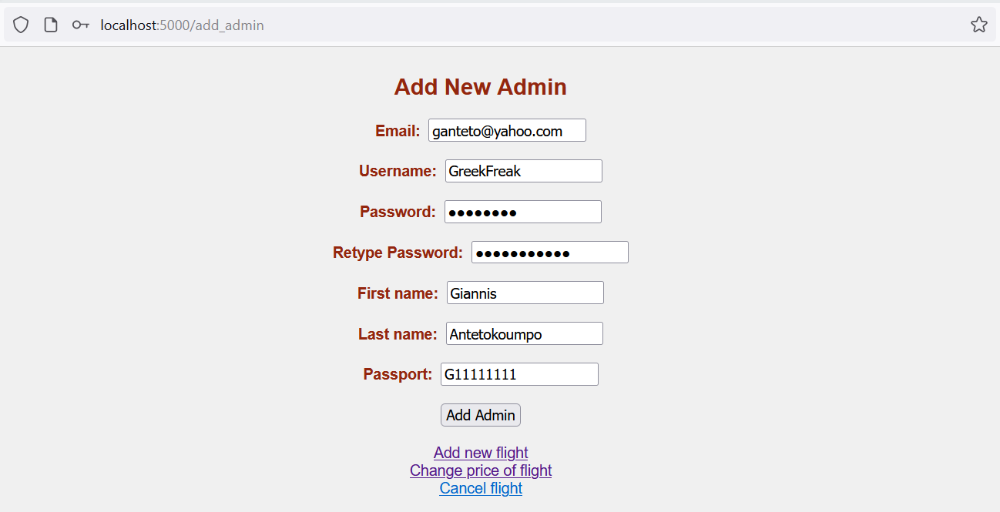 localhost:5000/add_admin
Add New Admin
Email: ganteto@yahoo.com
Username: GreekFreak
Password: ●●●●●●●●
Retype Password: ●●●●●●●●●●●
First name: Giannis
Last name: Antetokoumpo
Passport: G11111111
Add Admin
Add new flight
Change price of flight
Cancel flight